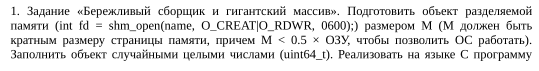 1. Задание «Бережливый сборщик и гигантский массив». Подготовить объект разделяемой
памяти (int fd = shm_open(name, O_CREAT|O_RDWR, 0600);) размером M (M должен быть
кратным размеру страницы памяти, причем M < 0.5 × ОЗУ, чтобы позволить ОС работать).
Заполнить объект случайными целыми числами (uint64_t). Реализовать на языке С программу